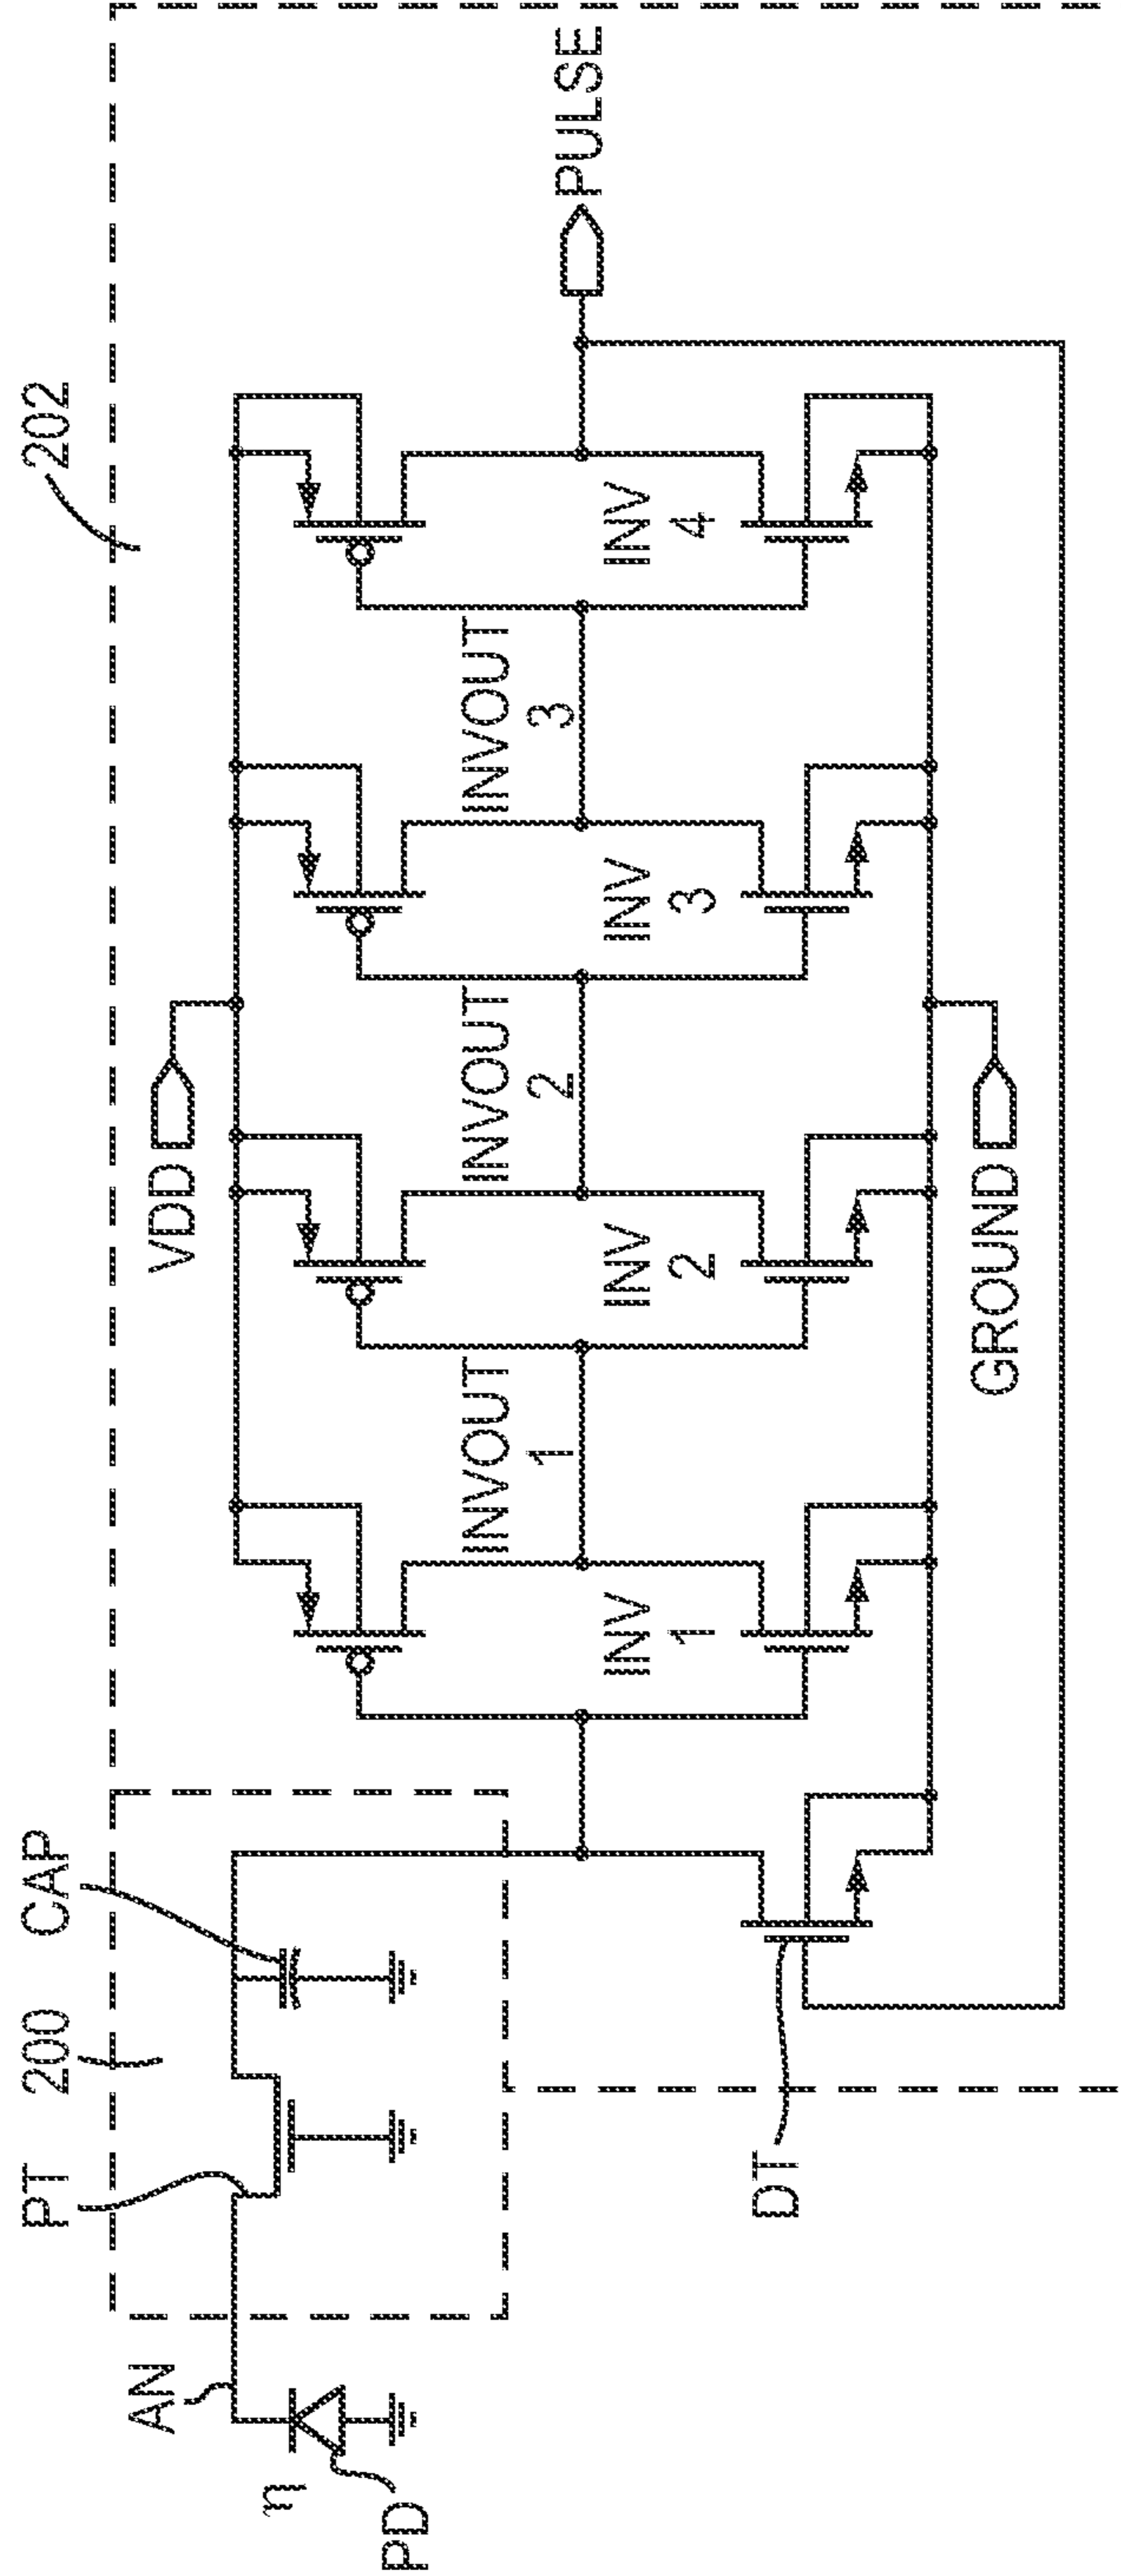 202
PT 200 CAP
AN
η
PD
DT
VDD
GROUND
INV
1
INVOUT
1
INV
2
INVOUT
2
INV
3
INVOUT
3
INV
4
PULSE